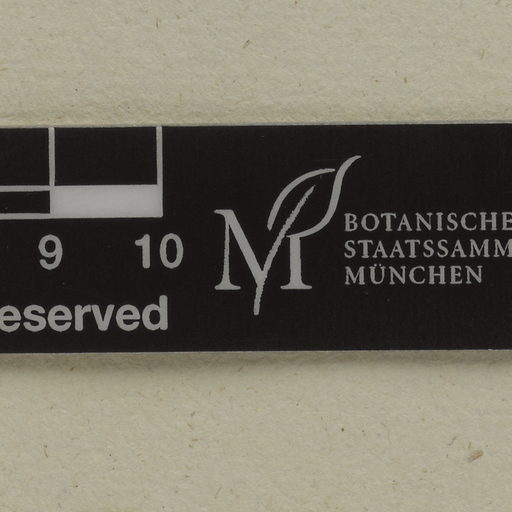 9 10
eserved
M
BOTANISCHE
STAATSSAMM
MÜNCHEN